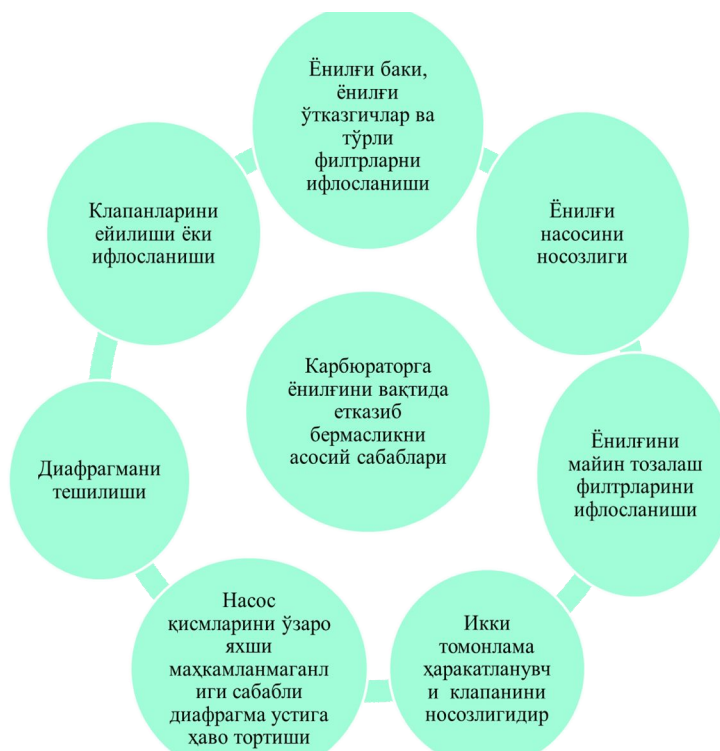 Ёнилғи баки,
ёнилғи
ўтказгичлар ва
тўрли
филтрларни
ифлосланиши
Ёнилғи
насосини
носозлиги
Ёнилғини
майин тозалаш
филтрларини
ифлосланиши
Икки
томонлама
ҳаракатланувч
и клапанини
носозлигидир
Насос
қисмларини ўзаро
яхши
маҳкамланмаганл
иги сабабли
диафрагма устига
ҳаво тортиши
Диафрагмани
тешилиши
Клапанларини
ейилиши ёки
ифлосланиши
Карбюраторга
ёнилғини вақтида
етказиб
бермасликни
асосий сабаблари